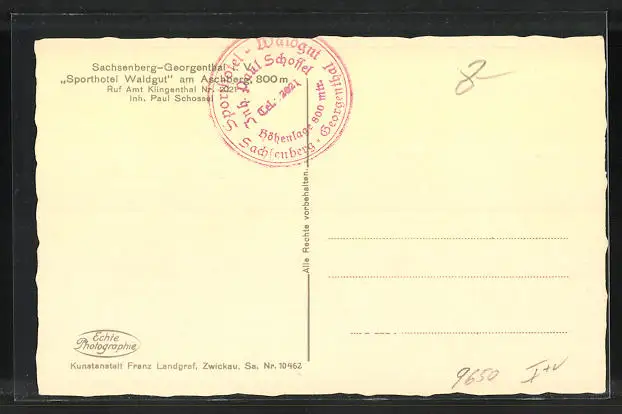 Sachsenberg-Georgenthal i. V.
„Sporthotel Waldgut" am Aschberg 800 m
Ruf Amt Klingenthal Nr. 2021
Inh. Paul Schossel
Sporthotel - Waldgut
Inh. Paul Schossel
Tel. 2021
Höhenlage 800 mtr.
Sachsenberg - Georgenthal
Alle Rechte vorbehalten
Echte
Photographie
Kunstanstalt Franz Landgraf, Zwickau, Sa. Nr. 10462
9650